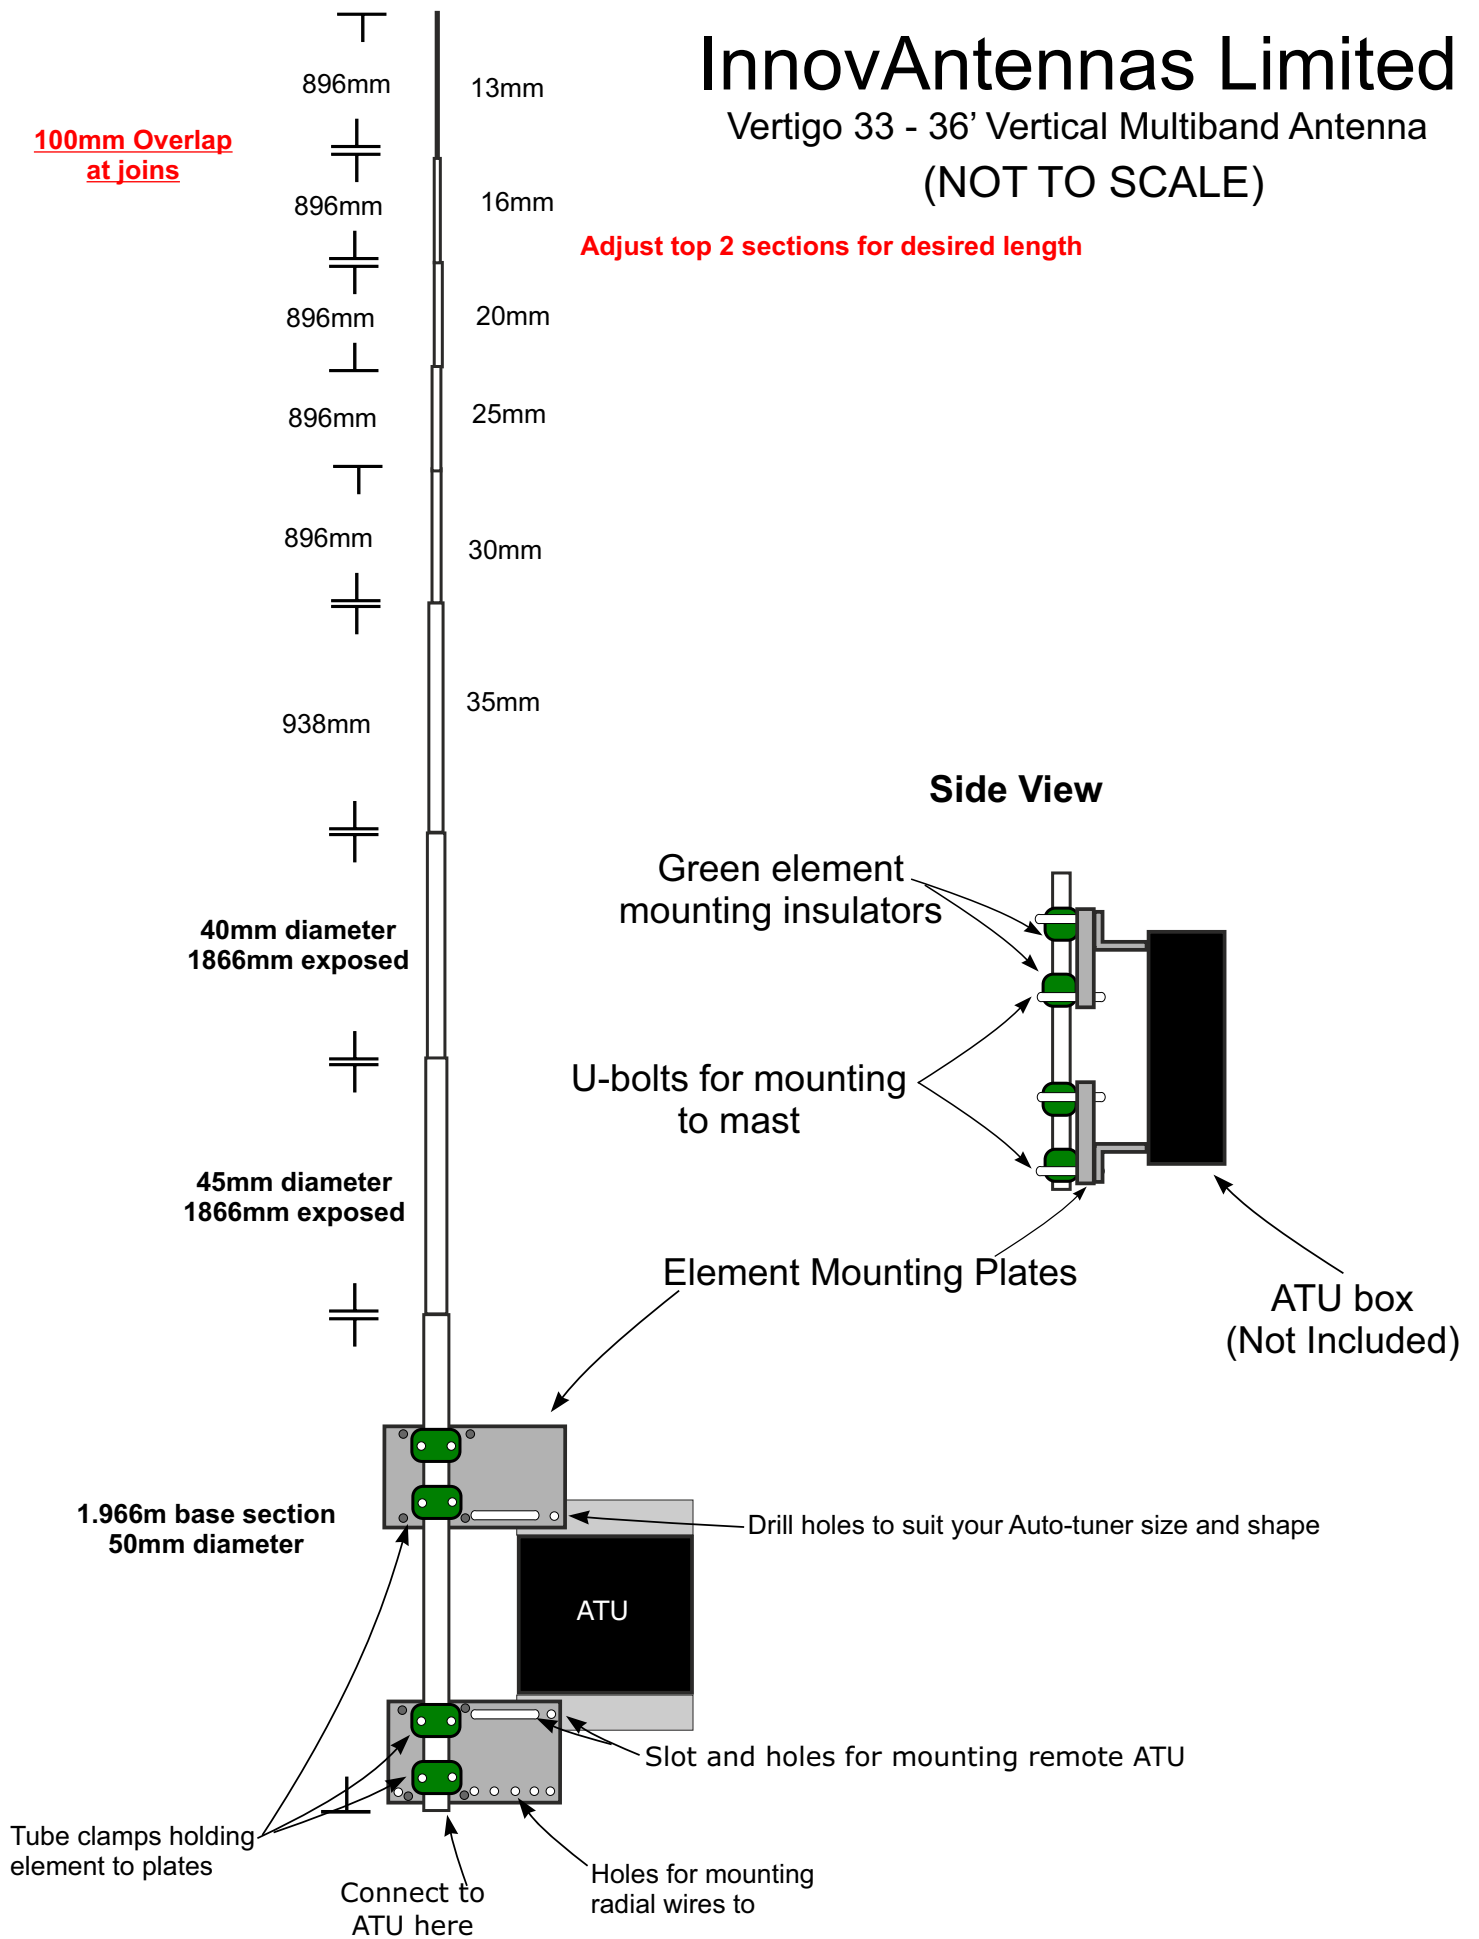 InnovAntennas Limited
Vertigo 33 - 36’ Vertical Multiband Antenna
(NOT TO SCALE)
896mm
13mm
100mm Overlap
at joins
896mm
16mm
Adjust top 2 sections for desired length
896mm
20mm
896mm
25mm
896mm
30mm
938mm
35mm
Side View
Green element
mounting insulators
40mm diameter
1866mm exposed
U-bolts for mounting
to mast
45mm diameter
1866mm exposed
Element Mounting Plates
ATU box
(Not Included)
1.966m base section
50mm diameter
Drill holes to suit your Auto-tuner size and shape
ATU
Slot and holes for mounting remote ATU
Tube clamps holding
element to plates
Holes for mounting
radial wires to
Connect to
ATU here